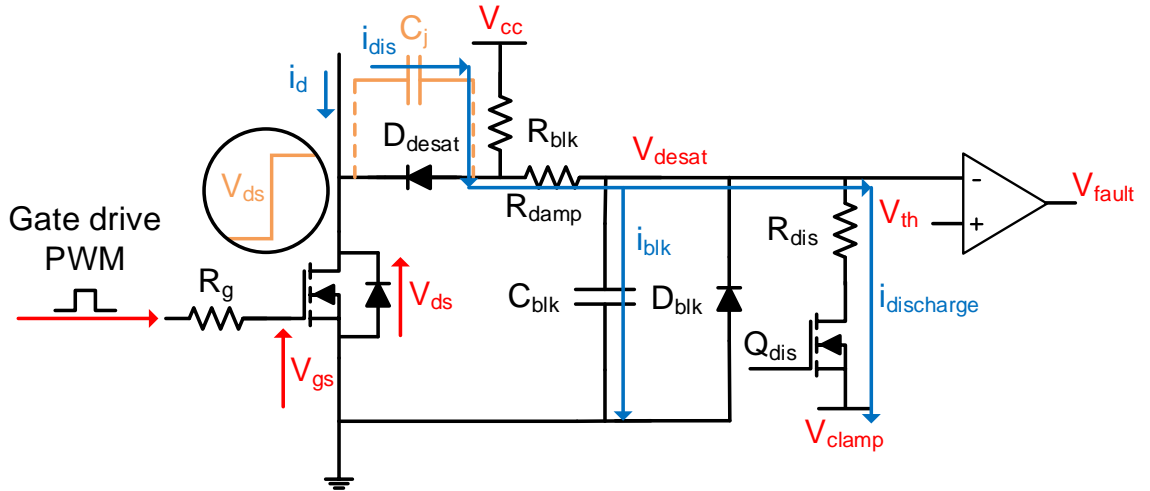 V_cc
i_dis
C_j
i_d
D_desat
R_blk
V_desat
V_ds
R_damp
-
V_fault
Gate drive
PWM
V_th
+
R_dis
R_g
i_blk
V_ds
C_blk
D_blk
i_discharge
Q_dis
V_gs
V_clamp